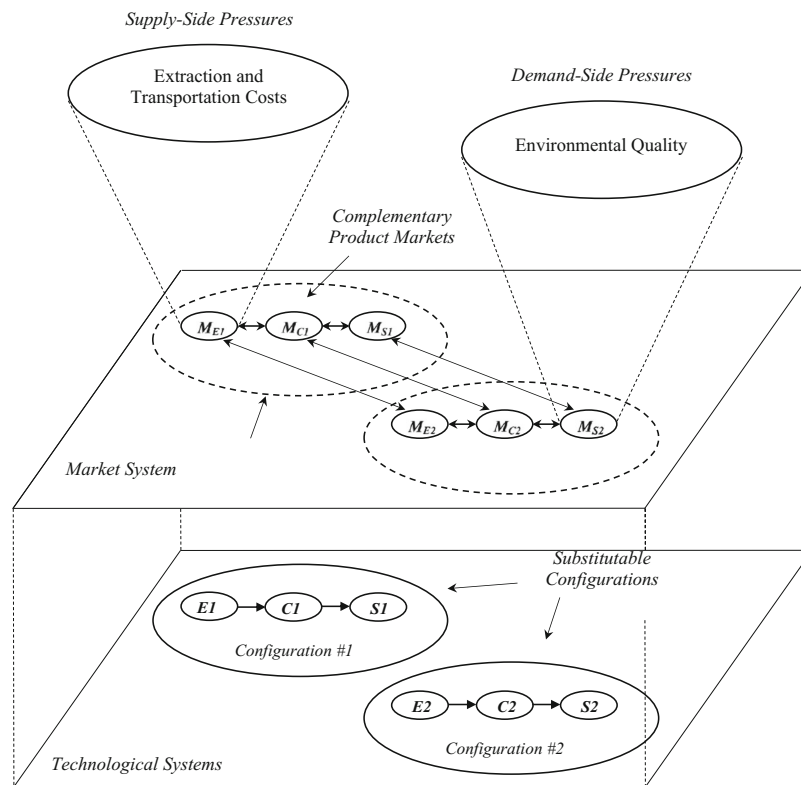 Supply-Side Pressures
Extraction and
Transportation Costs
Demand-Side Pressures
Environmental Quality
Complementary
Product Markets
M_E1
M_C1
M_S1
M_E2
M_C2
M_S2
Market System
Substitutable
Configurations
E1
C1
S1
Configuration #1
E2
C2
S2
Configuration #2
Technological Systems